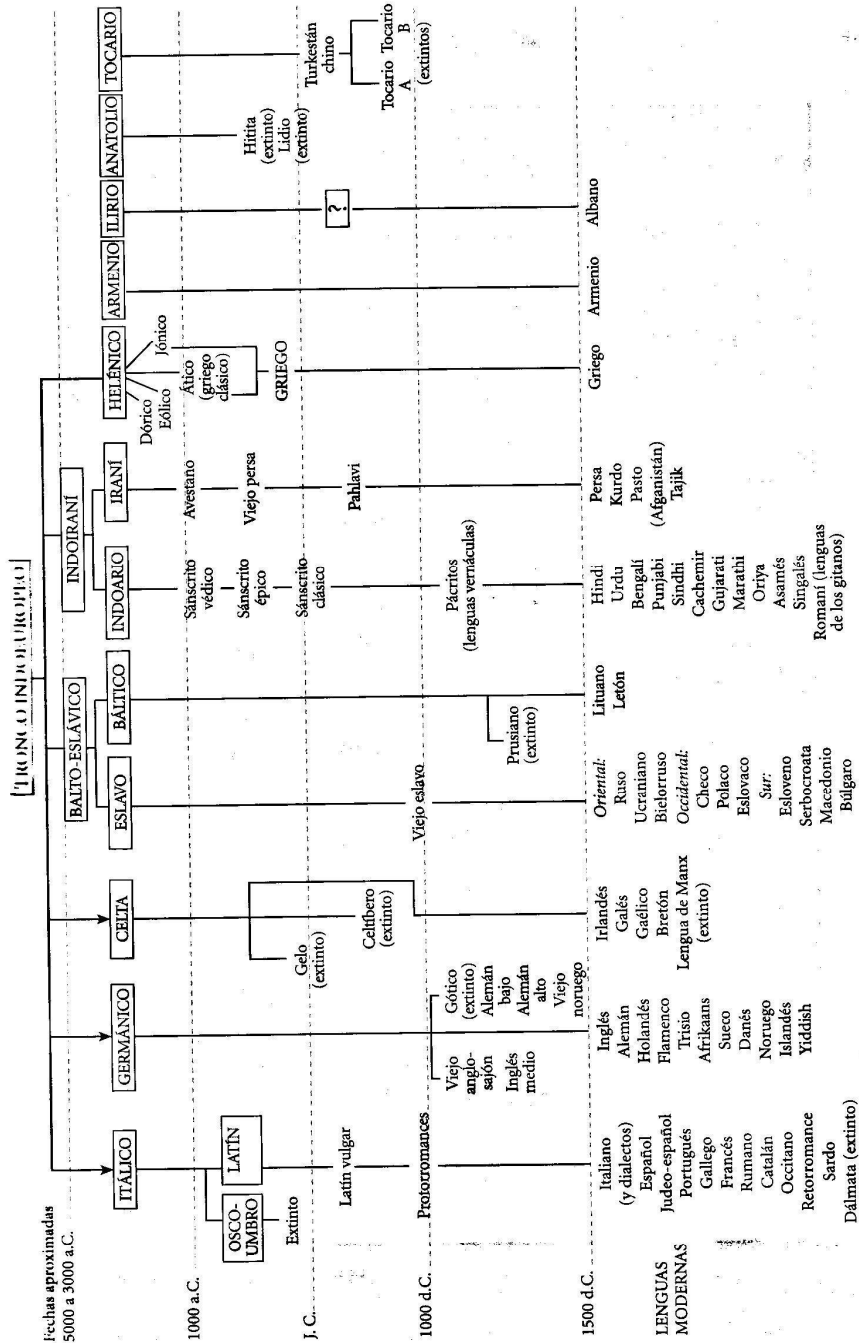 TRONCO INDOEUROPEO
Fechas aproximadas
5000 a 3000 a.C.
1000 a.C.
J. C.
1000 d.C.
1500 d.C.
LENGUAS
MODERNAS
ITÁLICO
OSCO-
UMBRO
Extinto
LATÍN
Latín vulgar
Protorromances
Italiano
(y dialectos)
Español
Judeo-español
Portugués
Gallego
Francés
Rumano
Catalán
Occitano
Retorromance
Sardo
Dálmata (extinto)
GERMÁNICO
Viejo
anglo-
sajón
Inglés
medio
Gótico
(extinto)
Alemán
bajo
Alemán
alto
Viejo
noruego
Inglés
Alemán
Holandés
Flamenco
Trisio
Afrikaans
Sueco
Danés
Noruego
Islandés
Yiddish
CELTA
Gelo
(extinto)
Celtíbero
(extinto)
Irlandés
Galés
Gaélico
Bretón
Lengua de Manx
(extinto)
BALTO-ESLÁVICO
ESLAVO
Viejo eslavo
Oriental:
Ruso
Ucraniano
Bielorruso
Occidental:
Checo
Polaco
Eslovaco
Sur:
Esloveno
Serbocroata
Macedonio
Búlgaro
BÁLTICO
Prusiano
(extinto)
Lituano
Letón
INDOIRANÍ
INDOARIO
Sánscrito
védico
Sánscrito
épico
Sánscrito
clásico
Pácritos
(lenguas vernáculas)
Hindi
Urdu
Bengalí
Punjabi
Sindhi
Cachemir
Gujarati
Marathi
Oriya
Asamés
Singalés
Romaní (lenguas
de los gitanos)
IRANÍ
Avestano
Viejo persa
Pahlavi
Persa
Kurdo
Pasto
(Afganistán)
Tajik
HELÉNICO
Dórico
Eólico
Ático
(griego
clásico)
Jónico
GRIEGO
Griego
ARMENIO
Armenio
ILIRIO
?
Albano
ANATOLIO
Hitita
(extinto)
Lidio
(extinto)
TOCARIO
Turkestán
chino
Tocario Tocario
A B
(extintos)